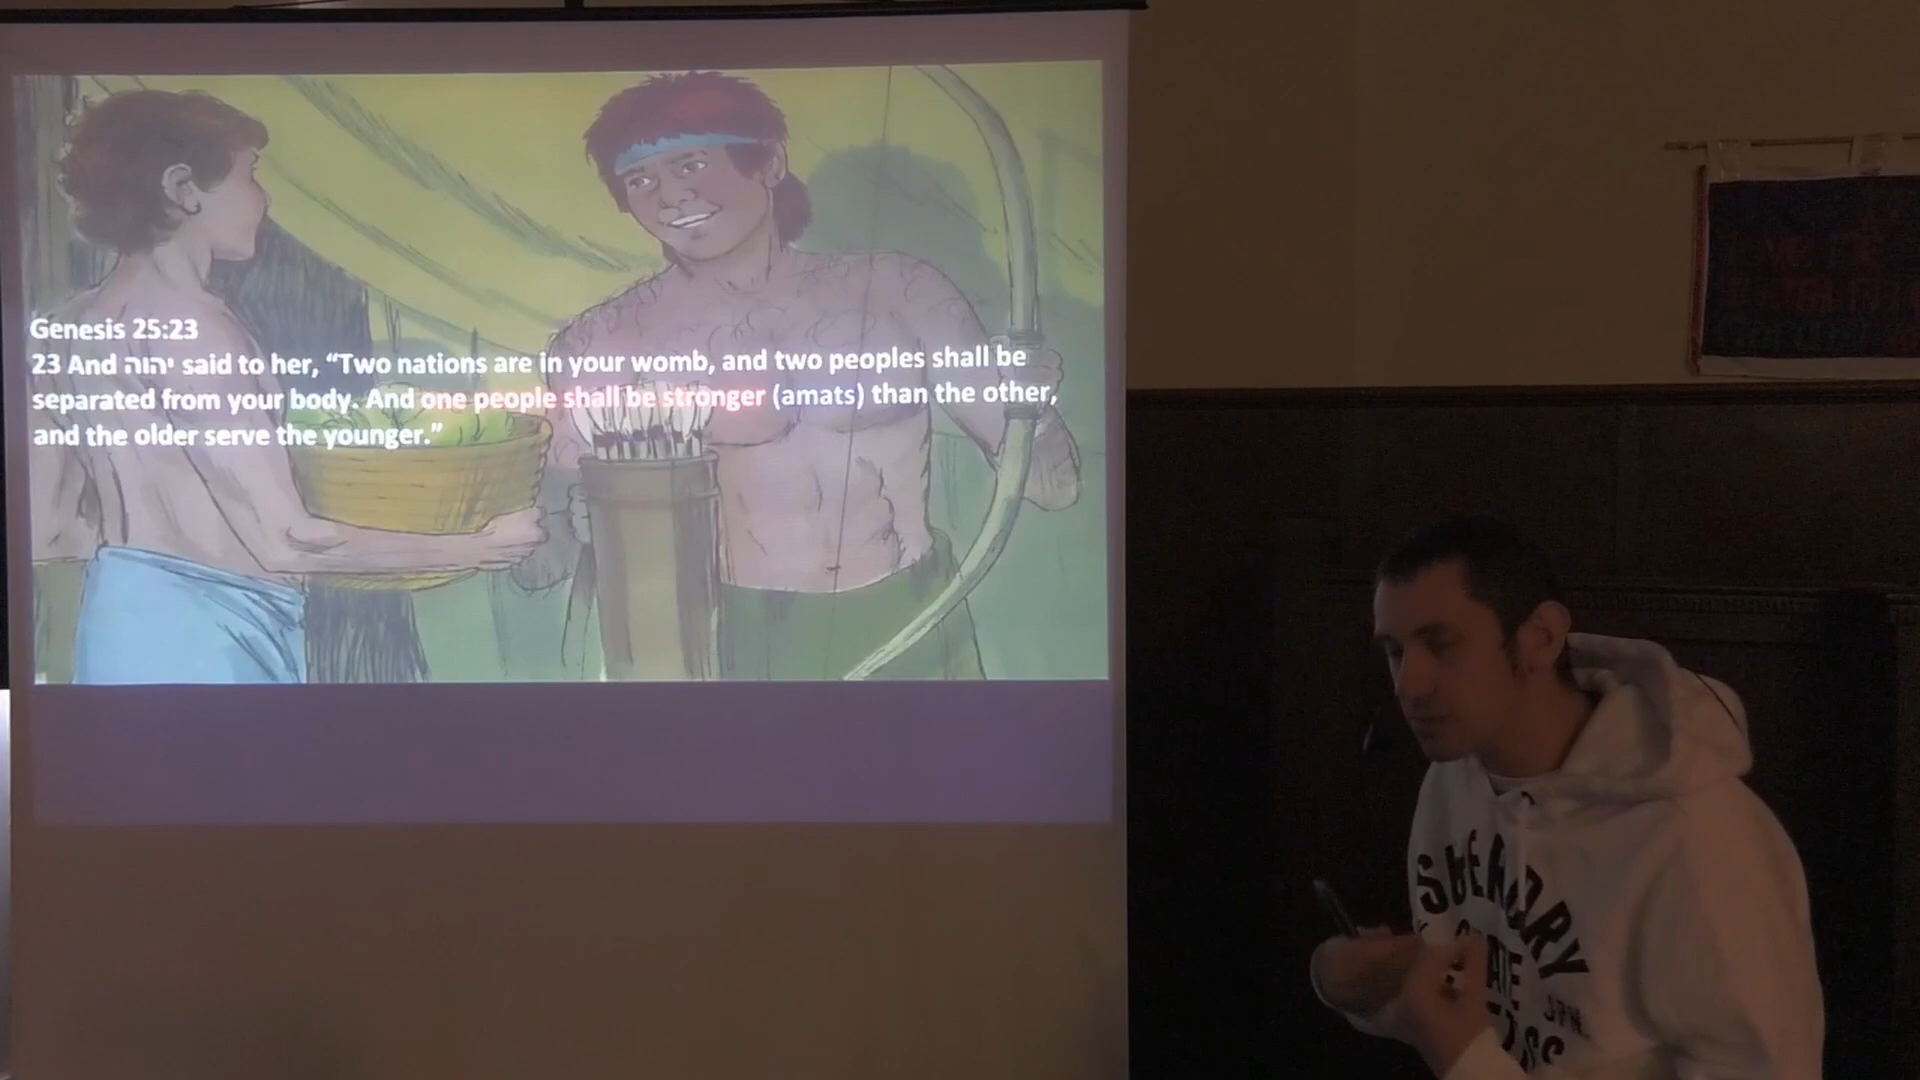 Genesis 25:23
23 And יהוה said to her, “Two nations are in your womb, and two peoples shall be
separated from your body. And one people shall be stronger (amats) than the other,
and the older serve the younger.”
SUPERDRY
JPN.